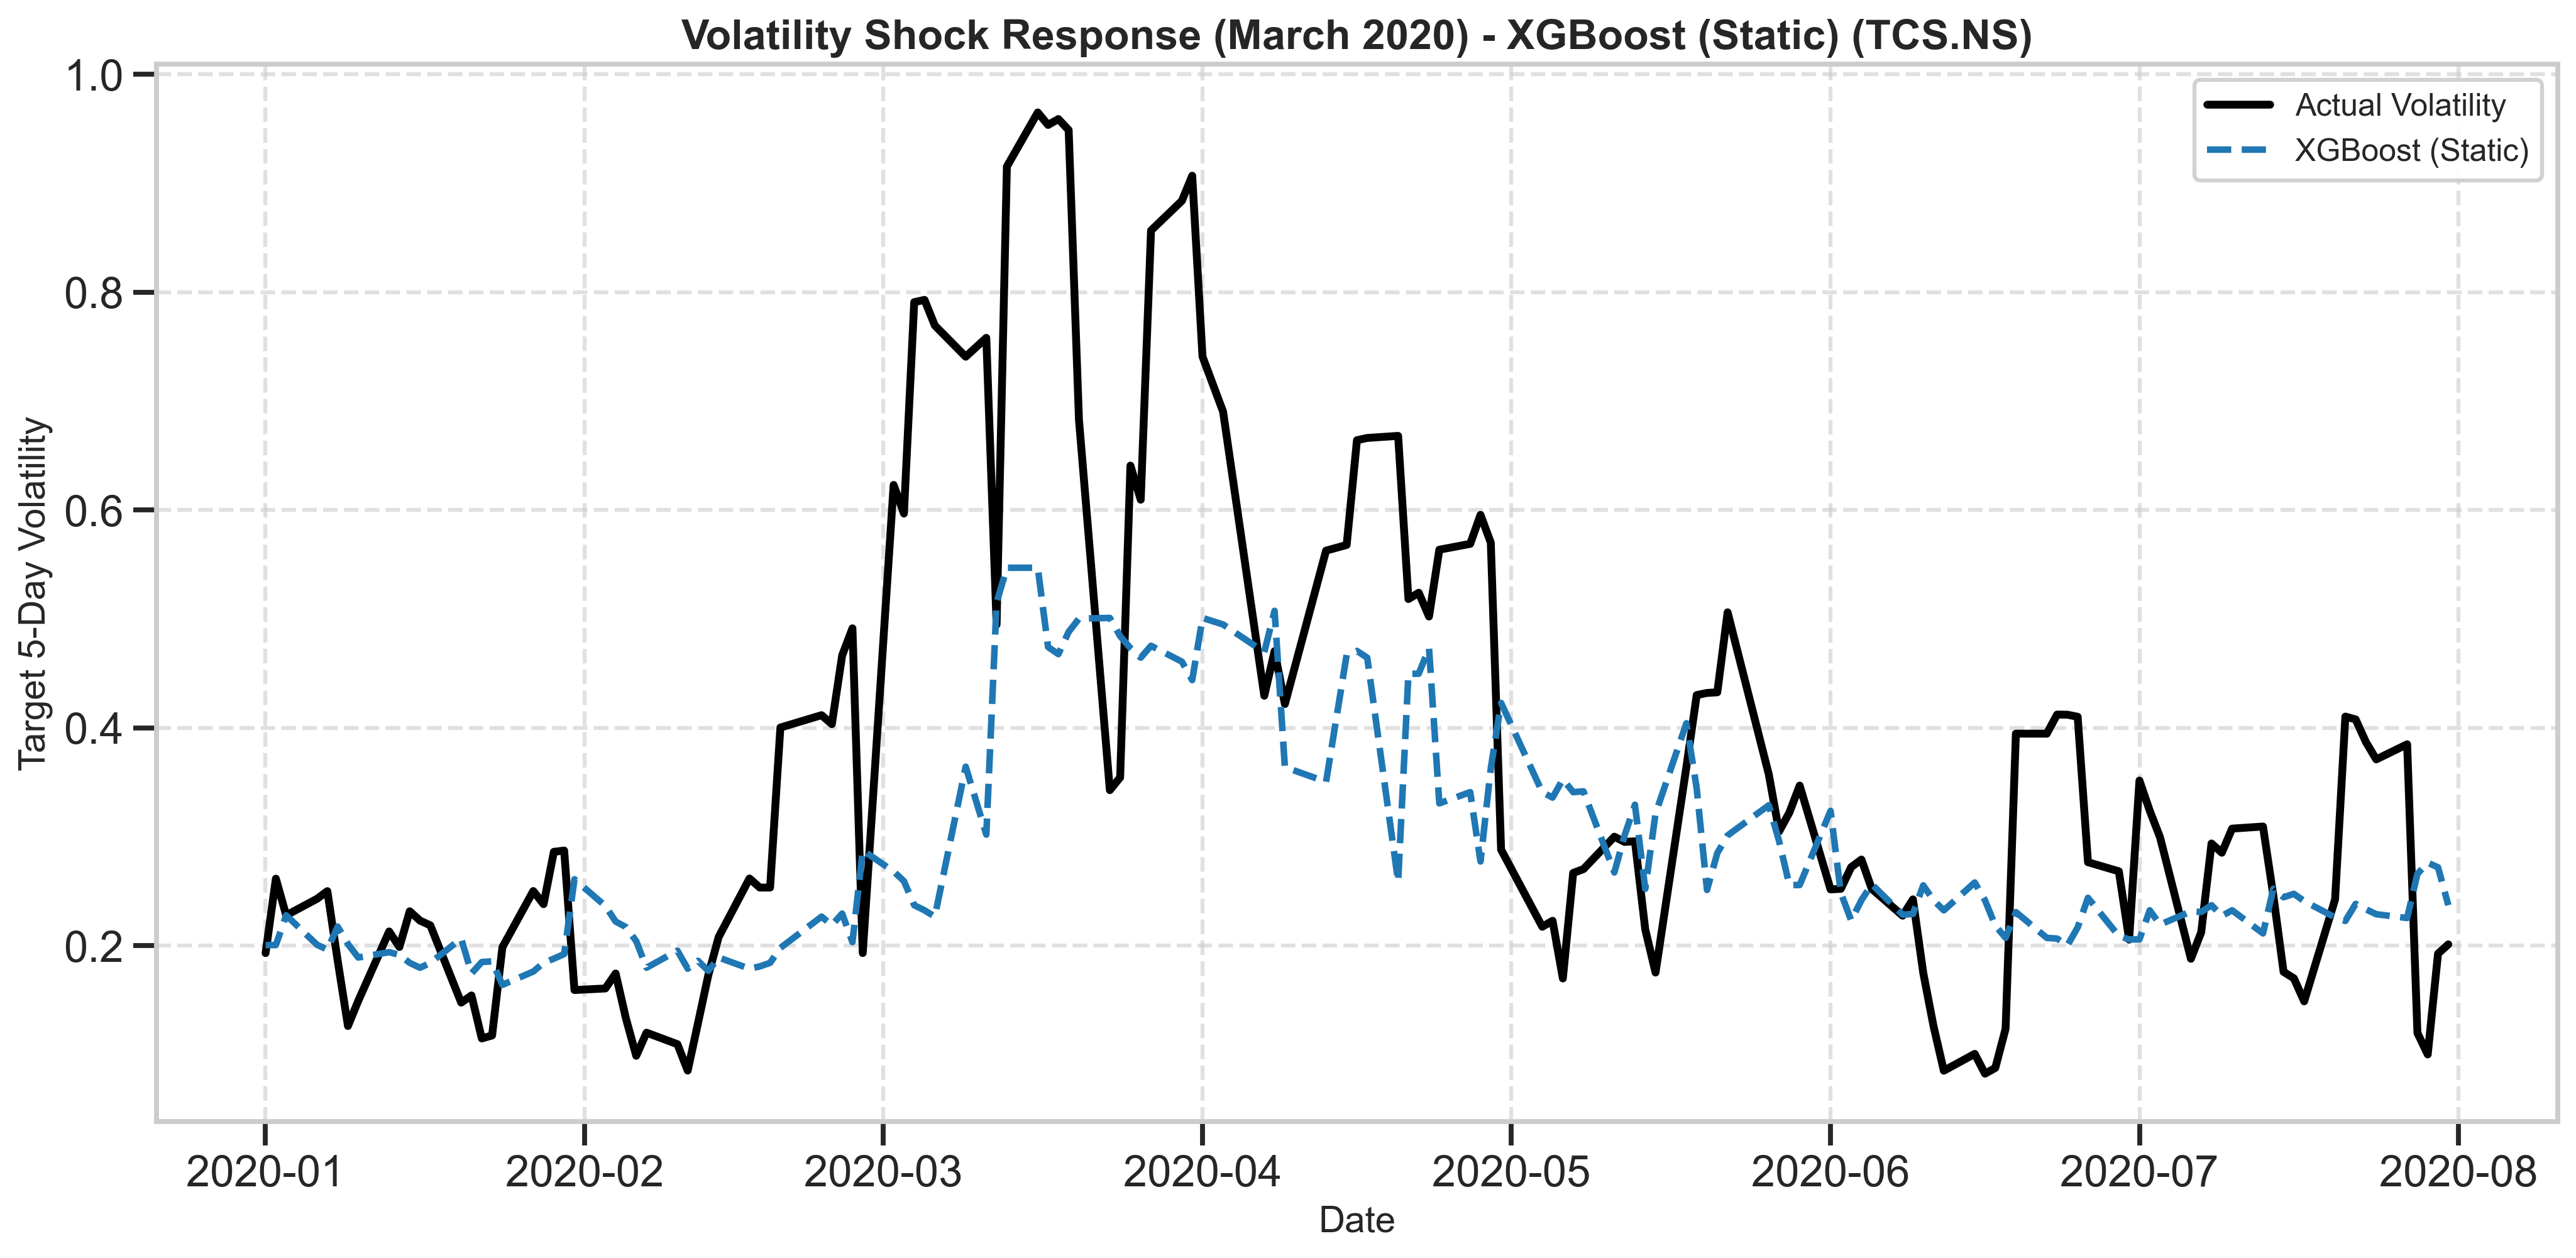 Volatility Shock Response (March 2020) - XGBoost (Static) (TCS.NS)
Actual Volatility
XGBoost (Static)
Target 5-Day Volatility
1.0
0.8
0.6
0.4
0.2
2020-01 2020-02 2020-03 2020-04 2020-05 2020-06 2020-07 2020-08
Date